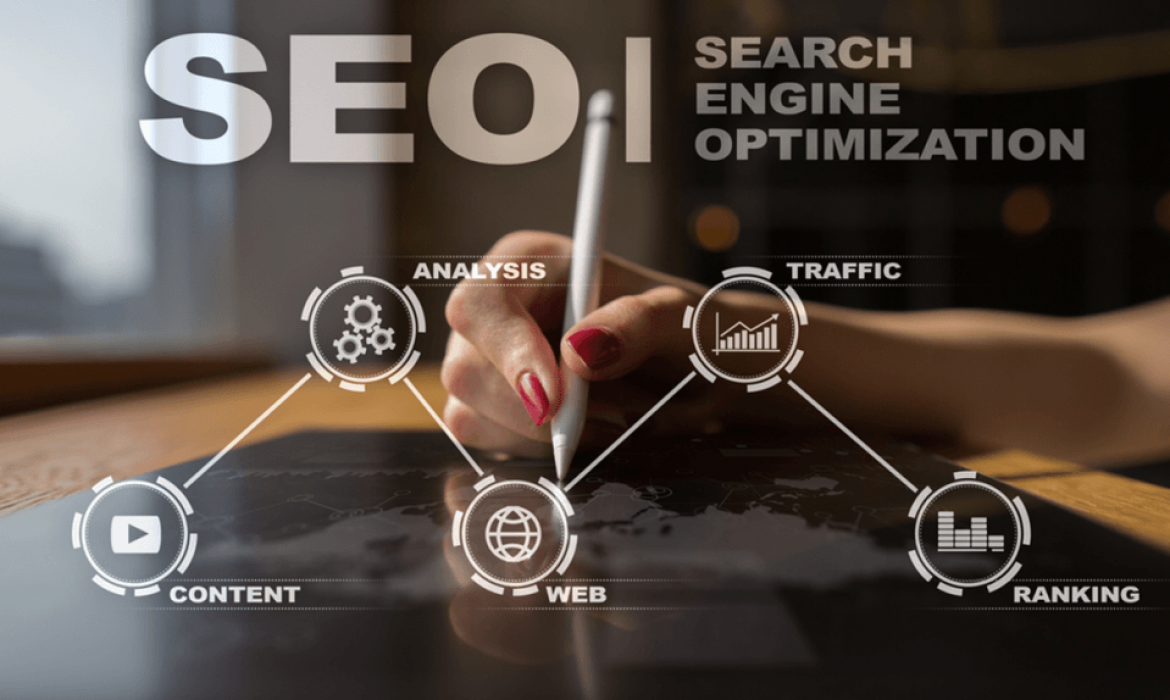 SEO|
SEARCH
ENGINE
OPTIMIZATION
ANALYSIS
TRAFFIC
CONTENT
WEB
RANKING